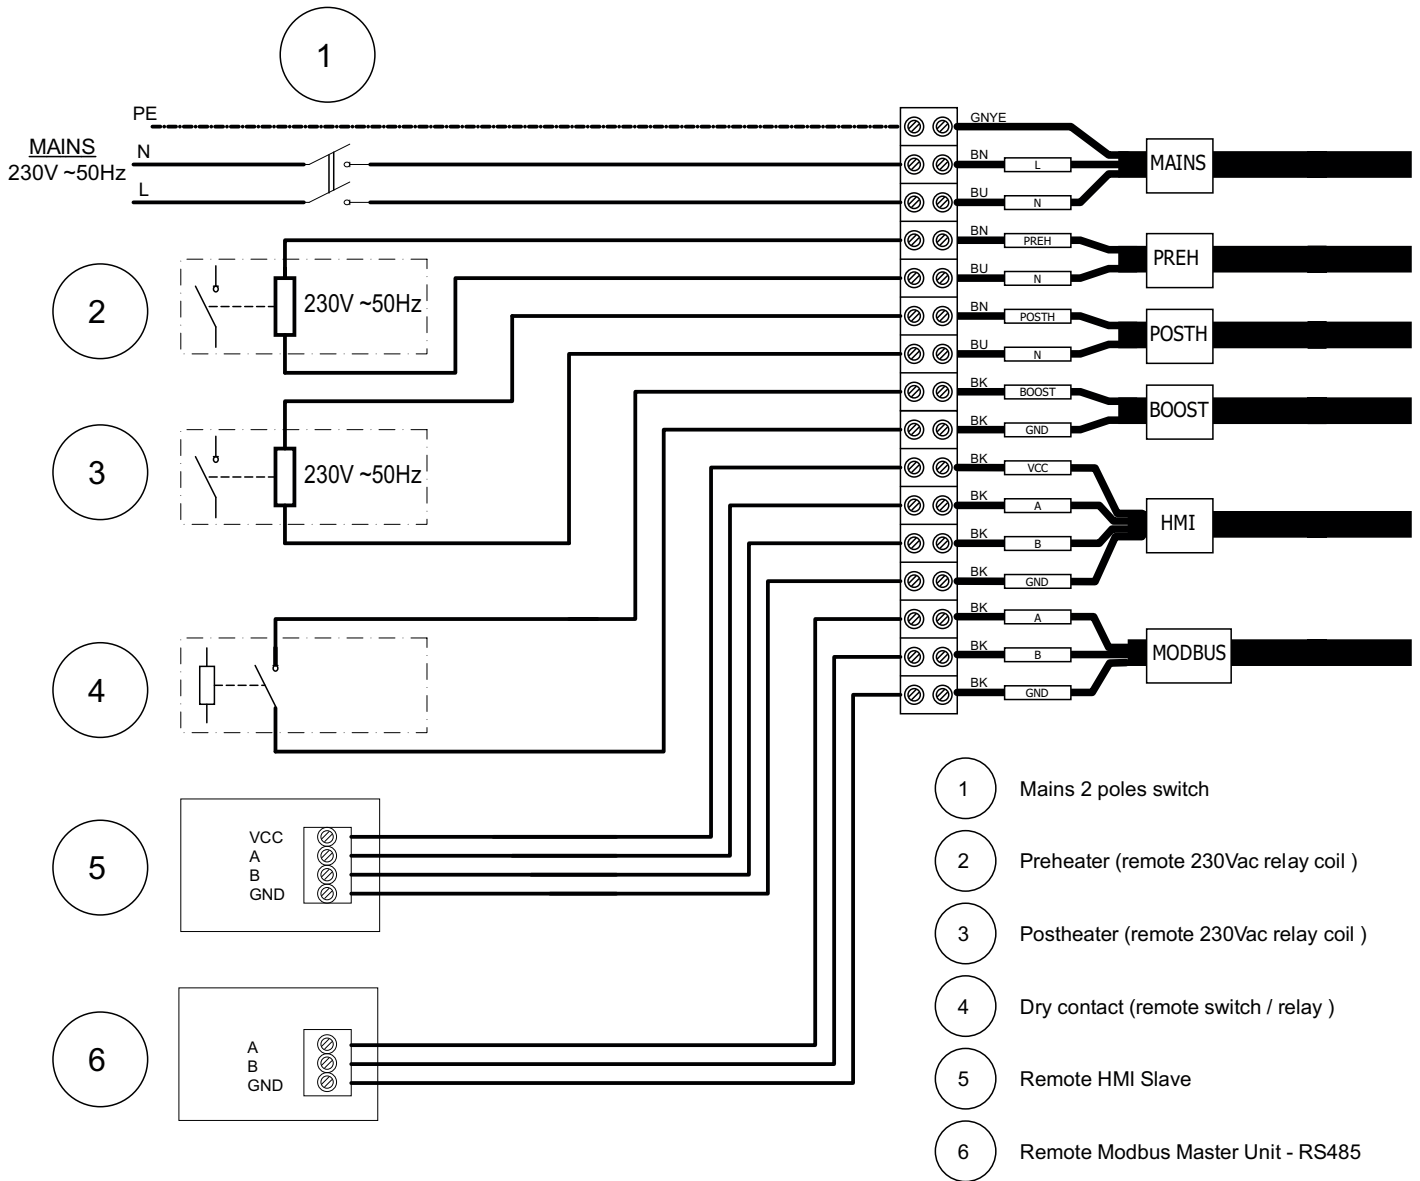 1
PE
MAINS
230V ~50Hz
N
L
GNYE
BN
L
BU
N
MAINS
BN
PREH
BU
N
PREH
2
230V ~50Hz
BN
POSTH
BU
N
POSTH
3
230V ~50Hz
BK
BOOST
BK
GND
BOOST
BK
VCC
BK
A
BK
B
BK
GND
HMI
BK
A
BK
B
BK
GND
MODBUS
4
5
VCC
A
B
GND
6
A
B
GND
1 Mains 2 poles switch
2 Preheater (remote 230Vac relay coil )
3 Postheater (remote 230Vac relay coil )
4 Dry contact (remote switch / relay )
5 Remote HMI Slave
6 Remote Modbus Master Unit - RS485